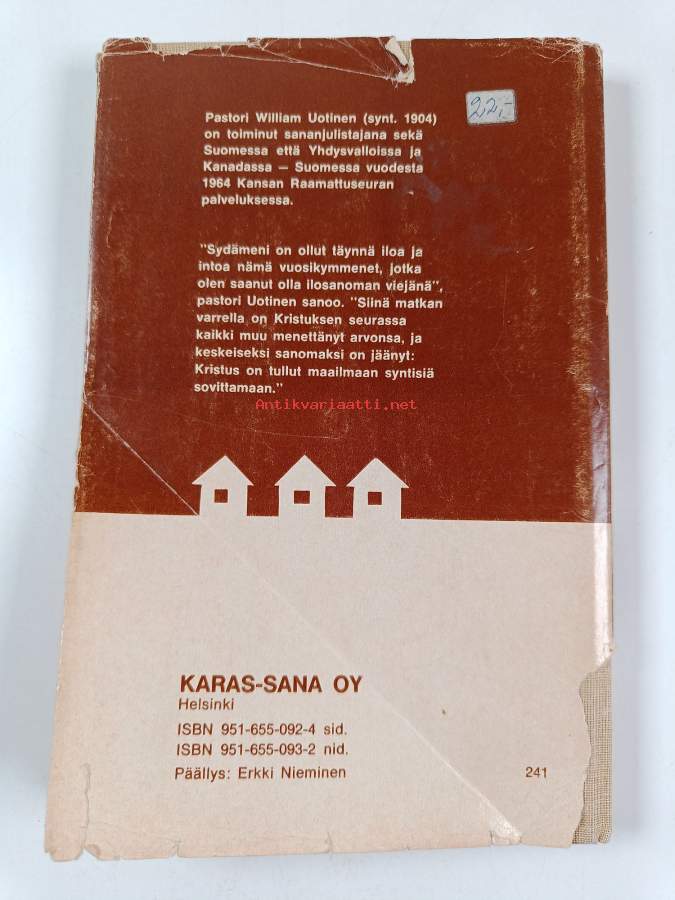 22,-
Pastori William Uotinen (synt. 1904)
on toiminut sananjulistajana sekä
Suomessa että Yhdysvalloissa ja
Kanadassa — Suomessa vuodesta
1964 Kansan Raamattuseuran
palveluksessa.
"Sydämeni on ollut täynnä iloa ja
intoa nämä vuosikymmenet, jotka
olen saanut olla ilosanoman viejänä",
pastori Uotinen sanoo. "Siinä matkan
varrella on Kristuksen seurassa
kaikki muu menettänyt arvonsa, ja
keskeiseksi sanomaksi on jäänyt:
Kristus on tullut maailmaan syntisiä
sovittamaan."
Antikvariaatti.net
KARAS-SANA OY
Helsinki
ISBN 951-655-092-4 sid.
ISBN 951-655-093-2 nid.
Päällys: Erkki Nieminen
241